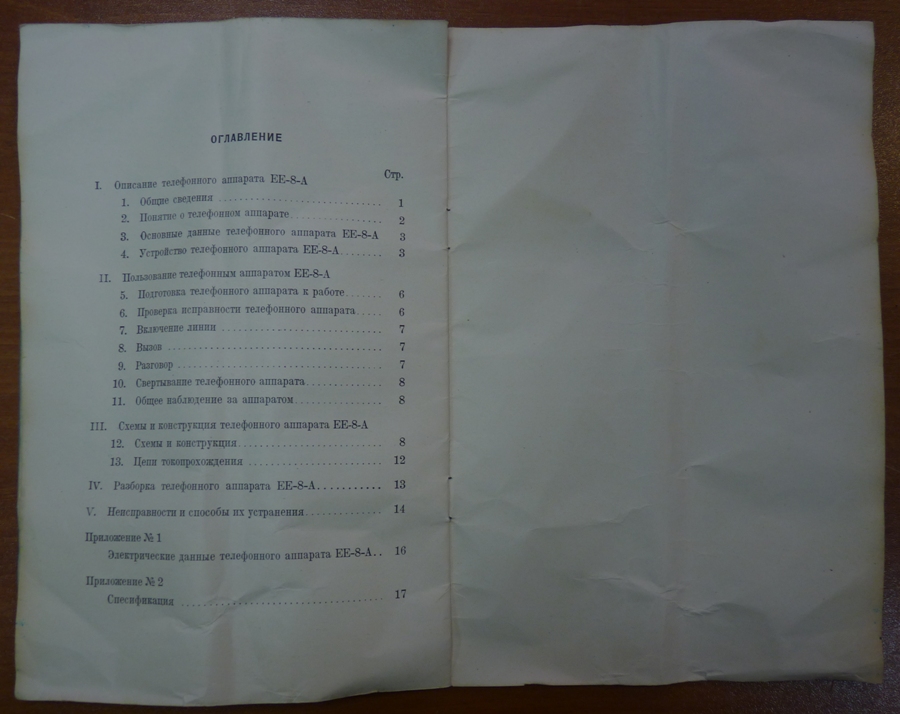 ОГЛАВЛЕНИЕ
Стр.
I. Описание телефонного аппарата ЕЕ-8-А
1. Общие сведения ........ 1
2. Понятие о телефонном аппарате ........ 2
3. Основные данные телефонного аппарата ЕЕ-8-А 3
4. Устройство телефонного аппарата ЕЕ-8-А ........ 3
II. Пользование телефонным аппаратом ЕЕ-8-А
5. Подготовка телефонного аппарата к работе ....... 6
6. Проверка исправности телефонного аппарата .... 6
7. Включение линии ........ 7
8. Вызов ........ 7
9. Разговор ........ 7
10. Свертывание телефонного аппарата ........ 8
11. Общее наблюдение за аппаратом ........ 8
III. Схемы и конструкция телефонного аппарата ЕЕ-8-А
12. Схемы и конструкция ........ 8
13. Цепи токопрохождения ........ 12
IV. Разборка телефонного аппарата ЕЕ-8-А ........ 13
V. Неисправности и способы их устранения ........ 14
Приложение № 1
Электрические данные телефонного аппарата ЕЕ-8-А .. 16
Приложение № 2
Спесификация ........ 17